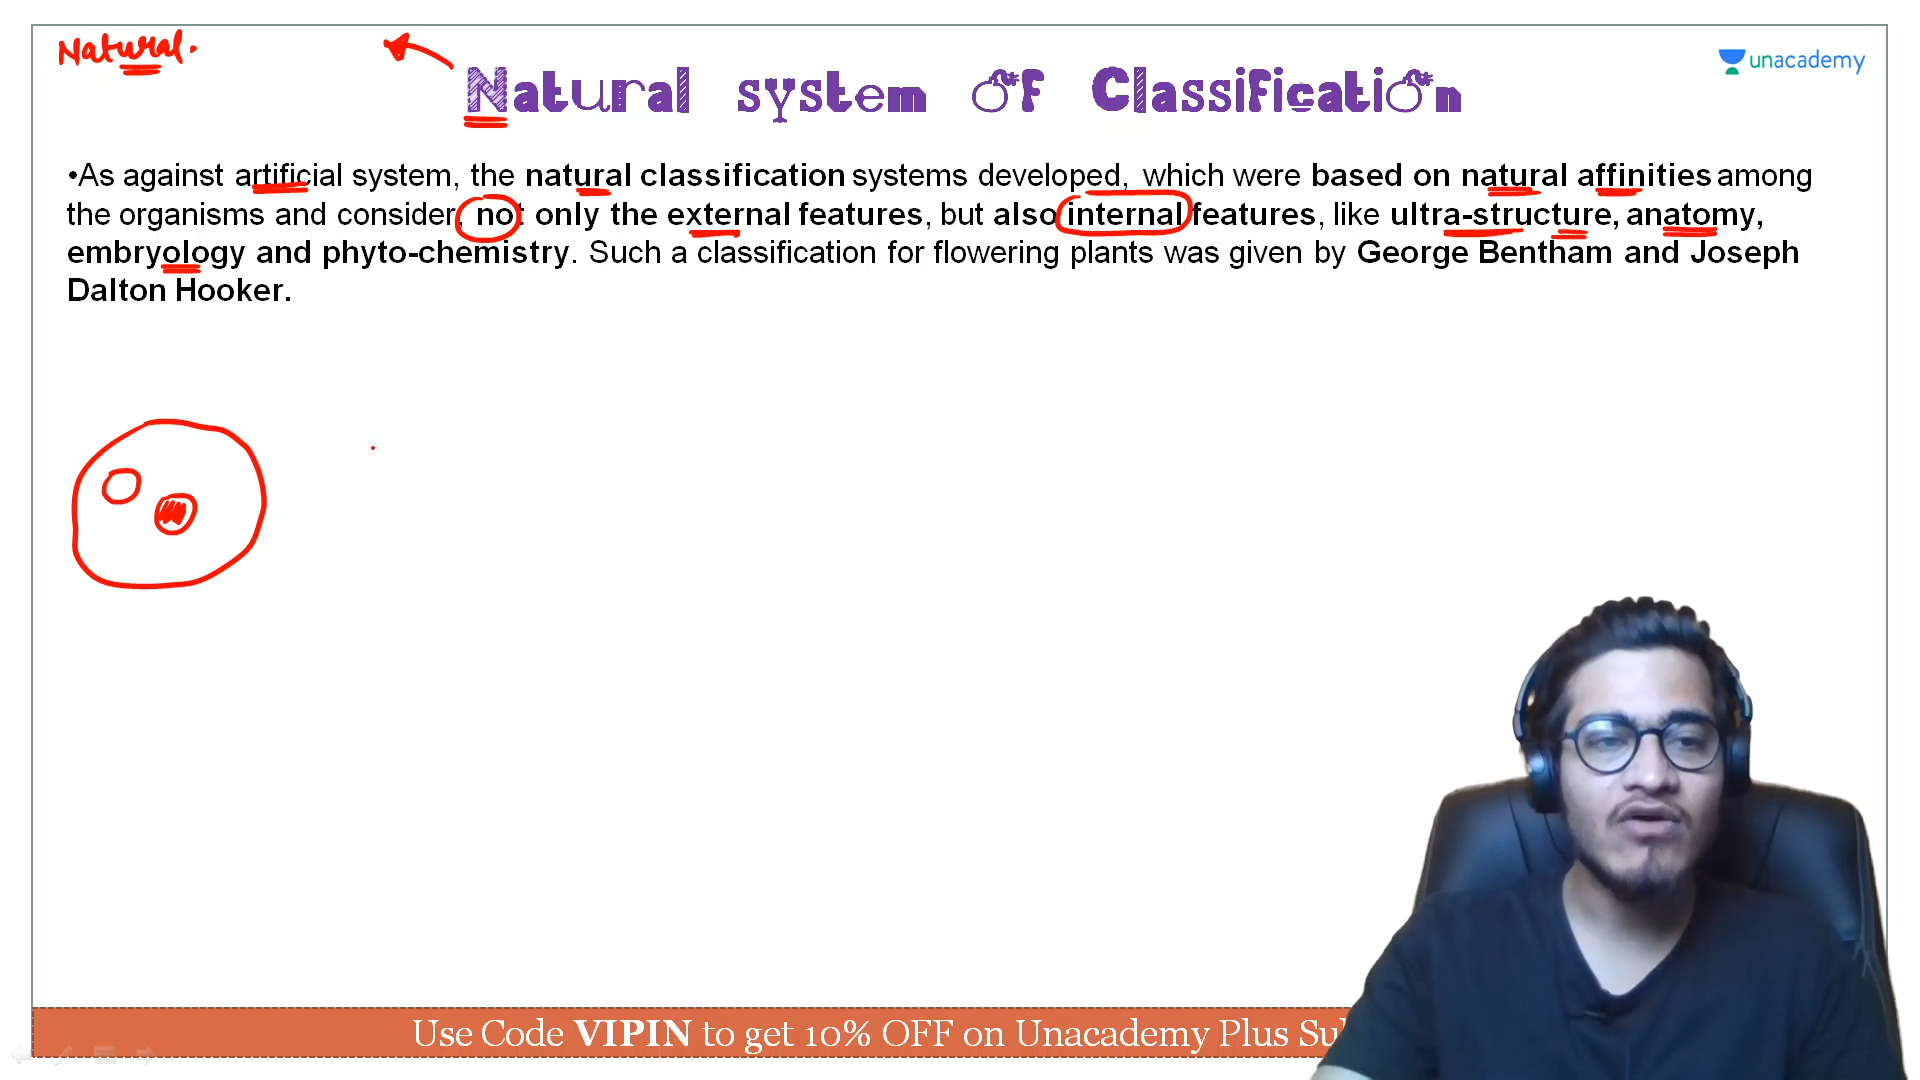 Natural.
Natural system of Classification
unacademy
•As against artificial system, the natural classification systems developed, which were based on natural affinities among
the organisms and consider, not only the external features, but also internal features, like ultra-structure, anatomy,
embryology and phyto-chemistry. Such a classification for flowering plants was given by George Bentham and Joseph
Dalton Hooker.
Use Code VIPIN to get 10% OFF on Unacademy Plus Su